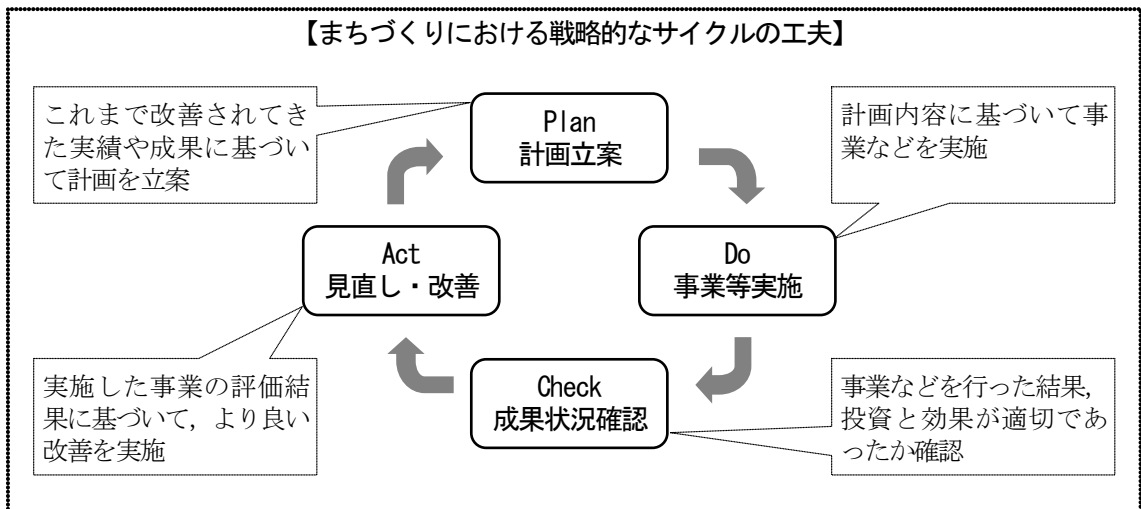 【まちづくりにおける戦略的なサイクルの工夫】
これまで改善されてき
た実績や成果に基づい
て計画を立案
Plan
計画立案
計画内容に基づいて事
業などを実施
Act
見直し・改善
Do
事業等実施
実施した事業の評価結
果に基づいて，より良い
改善を実施
Check
成果状況確認
事業などを行った結果，
投資と効果が適切であ
ったか確認